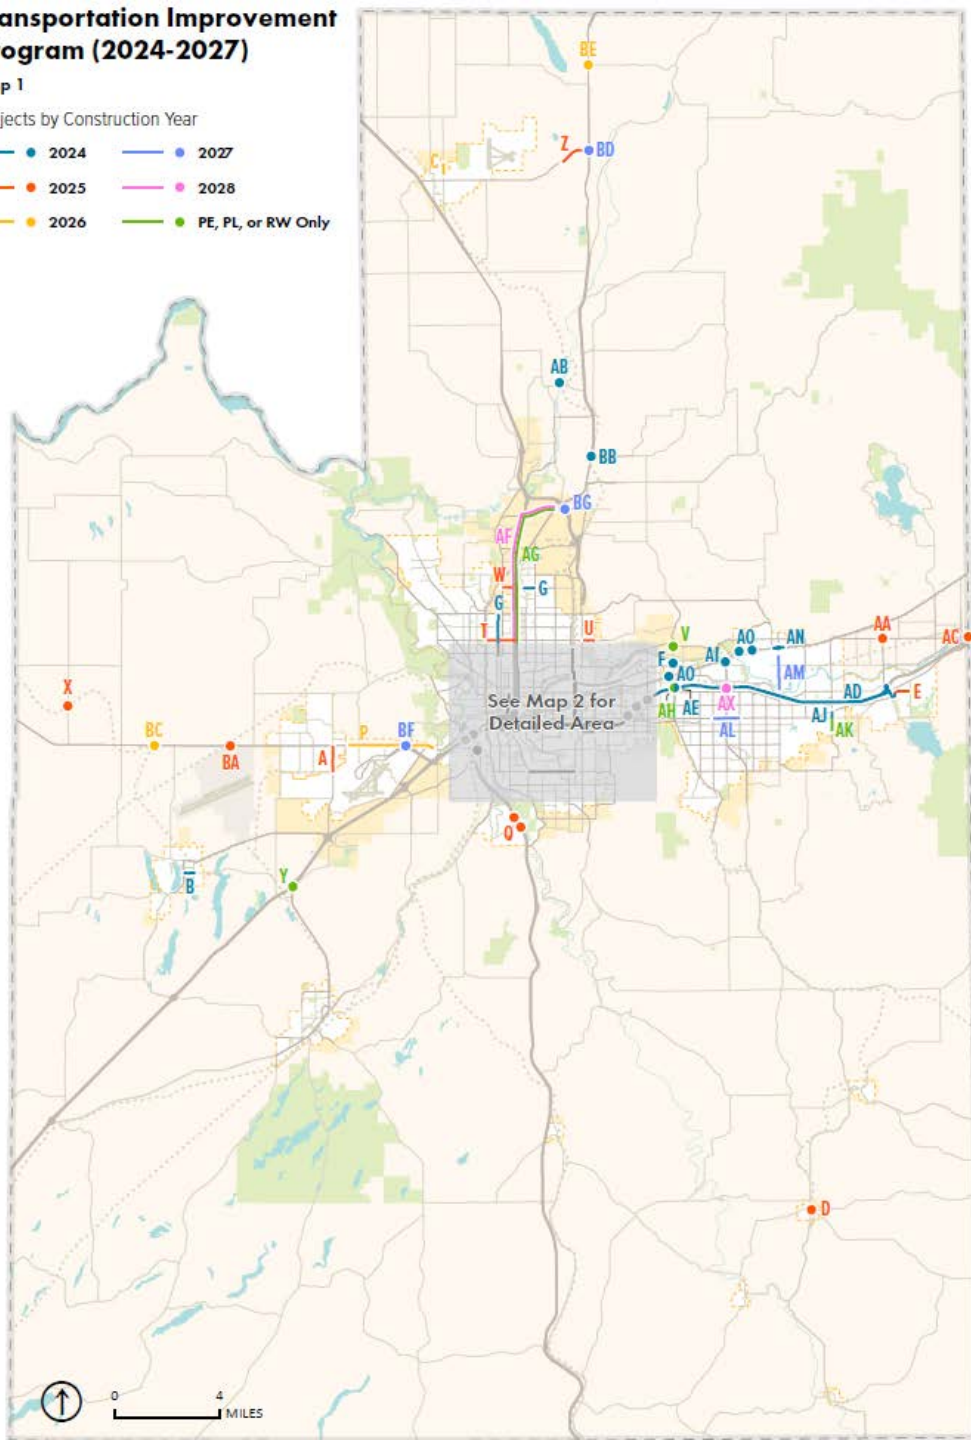 ansportation Improvement
ogram (2024-2027)
p 1
jects by Construction Year
2024
2027
2025
2028
2026
PE, PL, or RW Only
BE
C
Z
BD
AB
BB
BG
AF
AG
W
G
G
T
U
V
F
AO
AI
AO
AN
AM
AA
AC
AH
AE
AX
AL
AD
AJ
AK
E
See Map 2 for
Detailed Area
X
BC
BA
A
P
BF
Q
B
Y
D
0
4
MILES